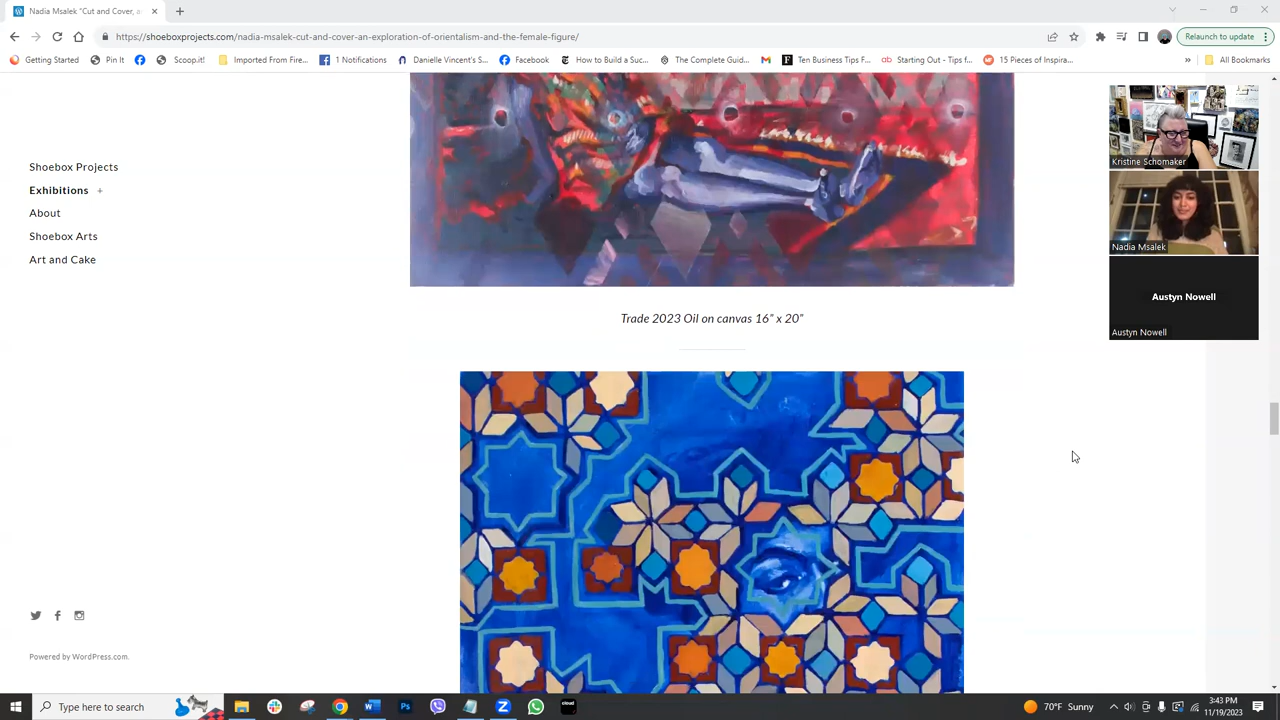 Nadia Msalek "Cut and Cover, a
https://shoeboxprojects.com/nadia-msalek-cut-and-cover-an-exploration-of-orientalism-and-the-female-figure/
Relaunch to update
Getting Started
Pin It
Scoop.it!
Imported From Fire...
1 Notifications
Danielle Vincent's S...
Facebook
How to Build a Suc...
The Complete Guid...
Ten Business Tips F...
Starting Out - Tips f...
15 Pieces of Inspira...
»
All Bookmarks
Shoebox Projects
Exhibitions +
About
Shoebox Arts
Art and Cake
Kristine Schomaker
Nadia Msalek
Austyn Nowell
Austyn Nowell
Trade 2023 Oil on canvas 16" x 20"
Powered by WordPress.com.
Type here to search
cloud
70°F Sunny
3:43 PM
11/19/2023